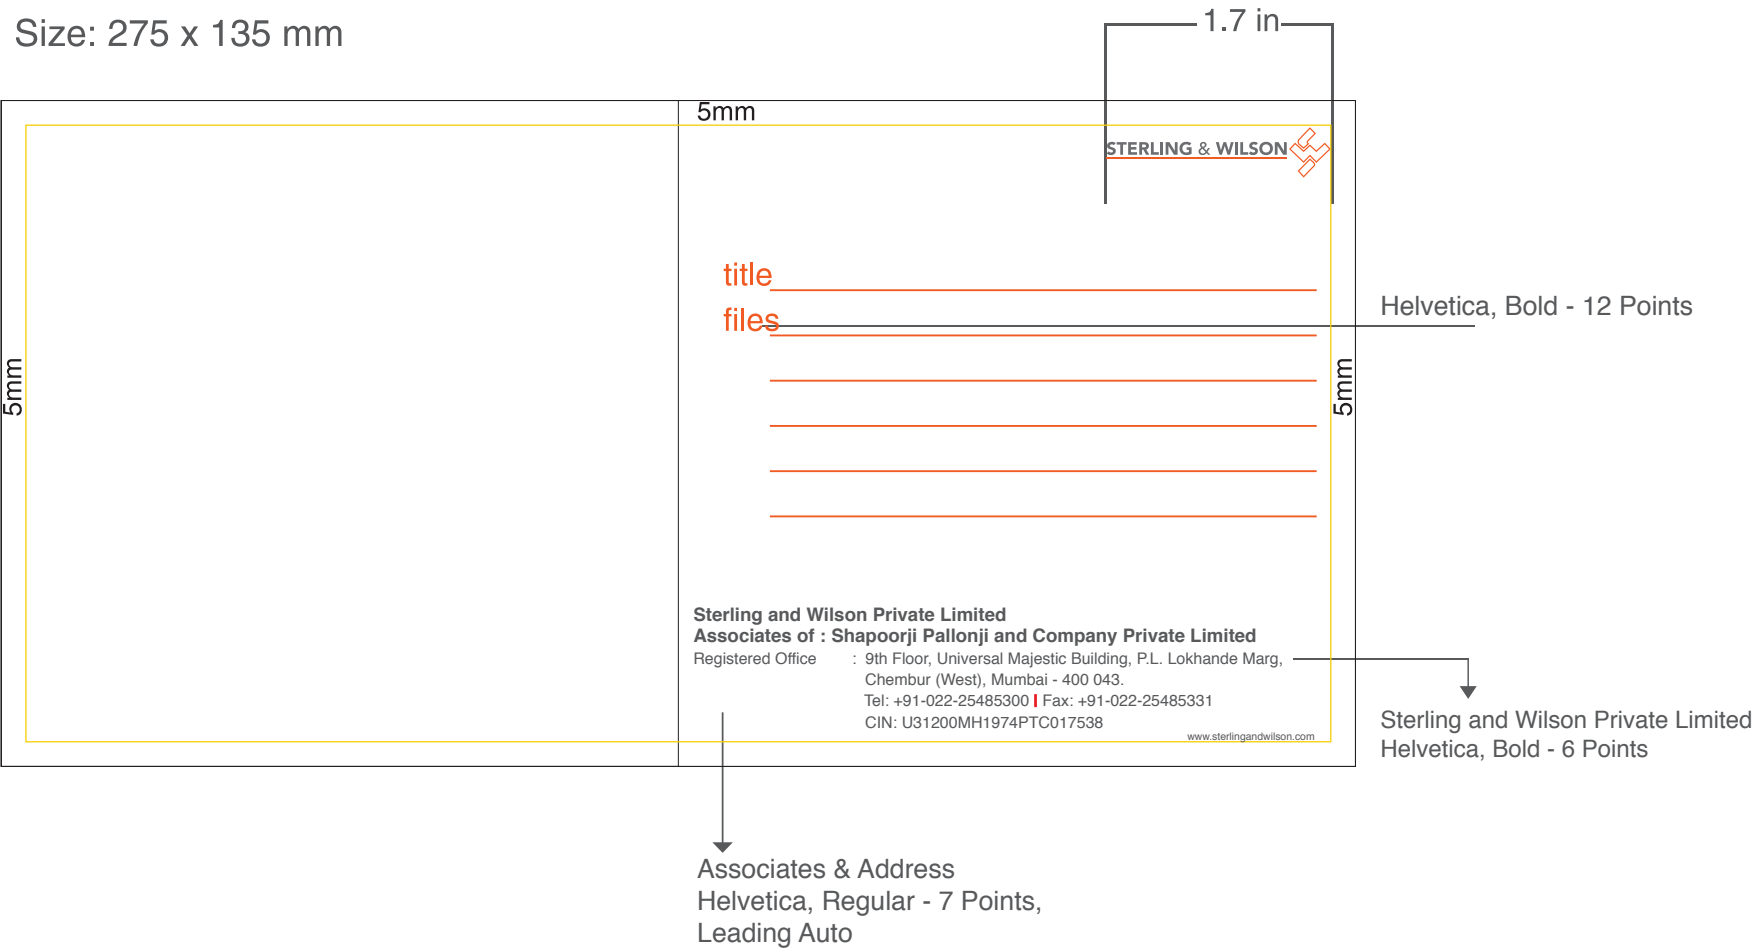 Size: 275 x 135 mm
1.7 in
5mm
STERLING & WILSON
title
files
Helvetica, Bold - 12 Points
5mm
5mm
Sterling and Wilson Private Limited
Associates of : Shapoorji Pallonji and Company Private Limited
Registered Office : 9th Floor, Universal Majestic Building, P.L. Lokhande Marg,
Chembur (West), Mumbai - 400 043.
Tel: +91-022-25485300 | Fax: +91-022-25485331
CIN: U31200MH1974PTC017538
www.sterlingandwilson.com
Sterling and Wilson Private Limited
Helvetica, Bold - 6 Points
Associates & Address
Helvetica, Regular - 7 Points,
Leading Auto